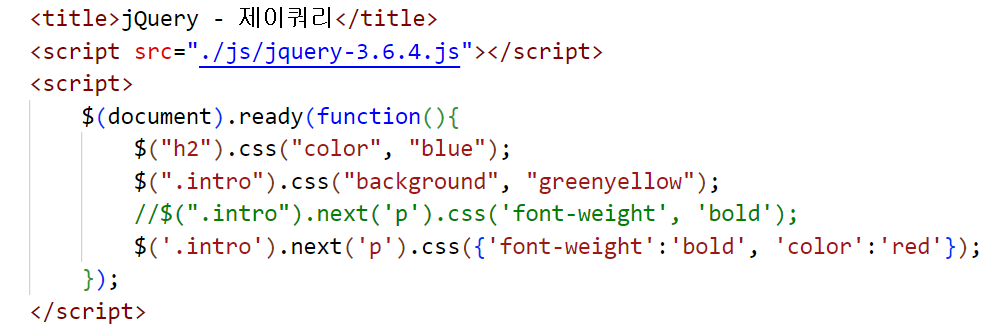 <title>jQuery - 제이쿼리</title>
<script src="./js/jquery-3.6.4.js"></script>
<script>
$(document).ready(function(){
$("h2").css("color", "blue");
$(".intro").css("background", "greenyellow");
//$(".intro").next('p').css('font-weight', 'bold');
$('.intro').next('p').css({'font-weight':'bold', 'color':'red'});
});
</script>